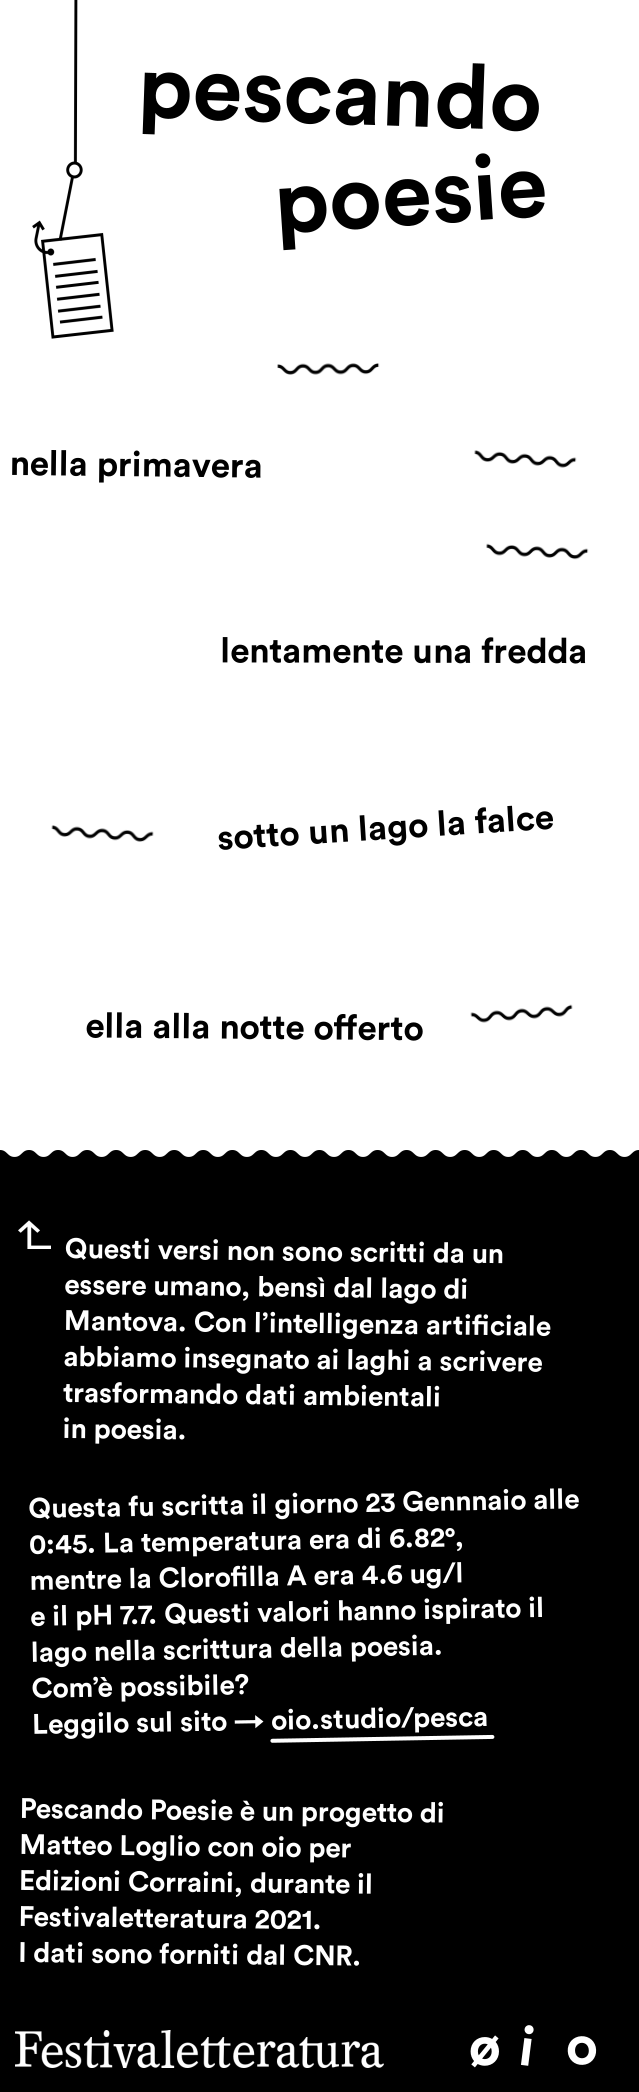 pescando
poesie
nella primavera
lentamente una fredda
sotto un lago la falce
ella alla notte offerto
Questi versi non sono scritti da un
essere umano, bensì dal lago di
Mantova. Con l’intelligenza artificiale
abbiamo insegnato ai laghi a scrivere
trasformando dati ambientali
in poesia.
Questa fu scritta il giorno 23 Gennnaio alle
0:45. La temperatura era di 6.82°,
mentre la Clorofilla A era 4.6 ug/l
e il pH 7.7. Questi valori hanno ispirato il
lago nella scrittura della poesia.
Com’è possibile?
Leggilo sul sito → oio.studio/pesca
Pescando Poesie è un progetto di
Matteo Loglio con oio per
Edizioni Corraini, durante il
Festivaletteratura 2021.
I dati sono forniti dal CNR.
Festivaletteratura øio